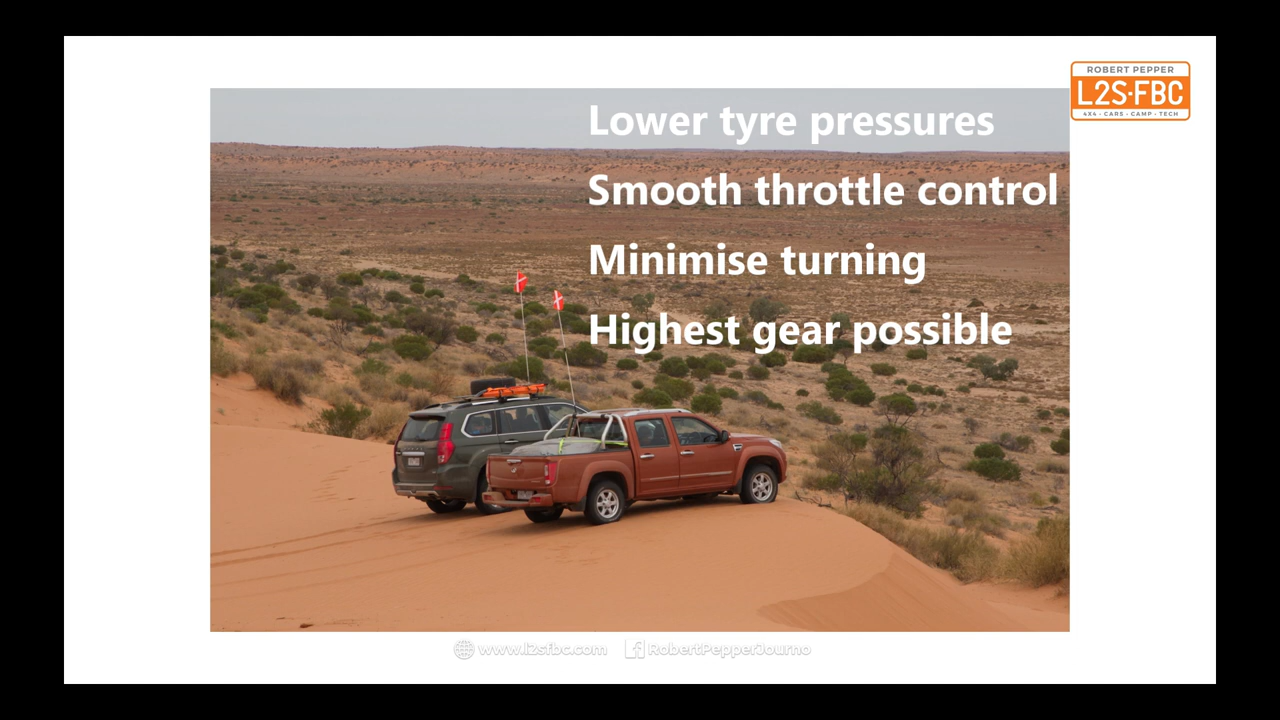 ROBERT PEPPER
L2S·FBC
4X4 · CARS · CAMP · TECH
Lower tyre pressures
Smooth throttle control
Minimise turning
Highest gear possible
www.l2sfbc.com RobertPepperJourno